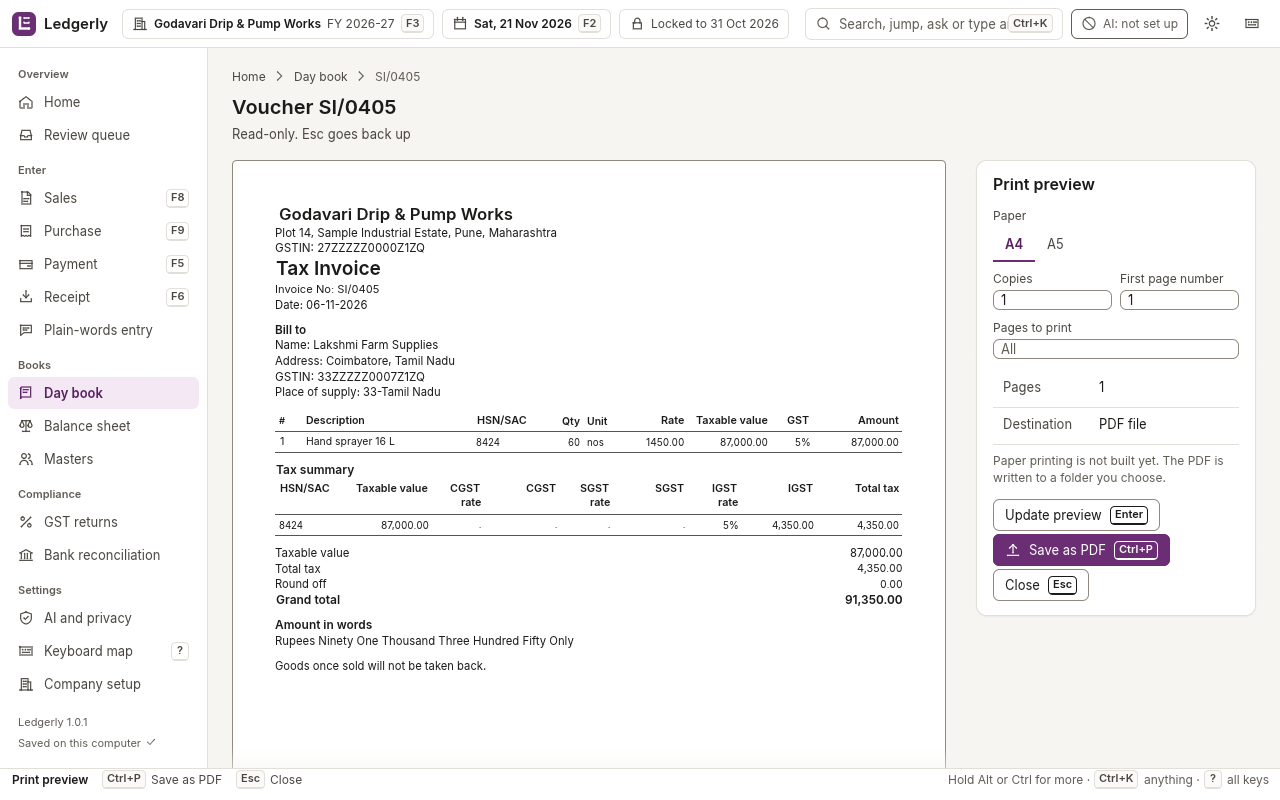 Ledgerly
Godavari Drip & Pump Works FY 2026-27 F3
Sat, 21 Nov 2026 F2
Locked to 31 Oct 2026
Search, jump, ask or type a Ctrl+K
AI: not set up
Overview
Home
Review queue
Enter
Sales F8
Purchase F9
Payment F5
Receipt F6
Plain-words entry
Books
Day book
Balance sheet
Masters
Compliance
GST returns
Bank reconciliation
Settings
AI and privacy
Keyboard map ?
Company setup
Ledgerly 1.0.1
Saved on this computer
Home Day book SI/0405
Voucher SI/0405
Read-only. Esc goes back up
Godavari Drip & Pump Works
Plot 14, Sample Industrial Estate, Pune, Maharashtra
GSTIN: 27ZZZZZ0000Z1ZQ
Tax Invoice
Invoice No: SI/0405
Date: 06-11-2026
Bill to
Name: Lakshmi Farm Supplies
Address: Coimbatore, Tamil Nadu
GSTIN: 33ZZZZZ0007Z1ZQ
Place of supply: 33-Tamil Nadu
# Description HSN/SAC Qty Unit Rate Taxable value GST Amount
1 Hand sprayer 16 L 8424 60 nos 1450.00 87,000.00 5% 87,000.00
Tax summary
HSN/SAC Taxable value CGST rate CGST SGST rate SGST IGST rate IGST Total tax
8424 87,000.00 - - - - 5% 4,350.00 4,350.00
Taxable value 87,000.00
Total tax 4,350.00
Round off 0.00
Grand total 91,350.00
Amount in words
Rupees Ninety One Thousand Three Hundred Fifty Only
Goods once sold will not be taken back.
Print preview
Paper
A4 A5
Copies First page number
1 1
Pages to print
All
Pages 1
Destination PDF file
Paper printing is not built yet. The PDF is
written to a folder you choose.
Update preview Enter
Save as PDF Ctrl+P
Close Esc
Print preview Ctrl+P Save as PDF Esc Close
Hold Alt or Ctrl for more · Ctrl+K anything · ? all keys